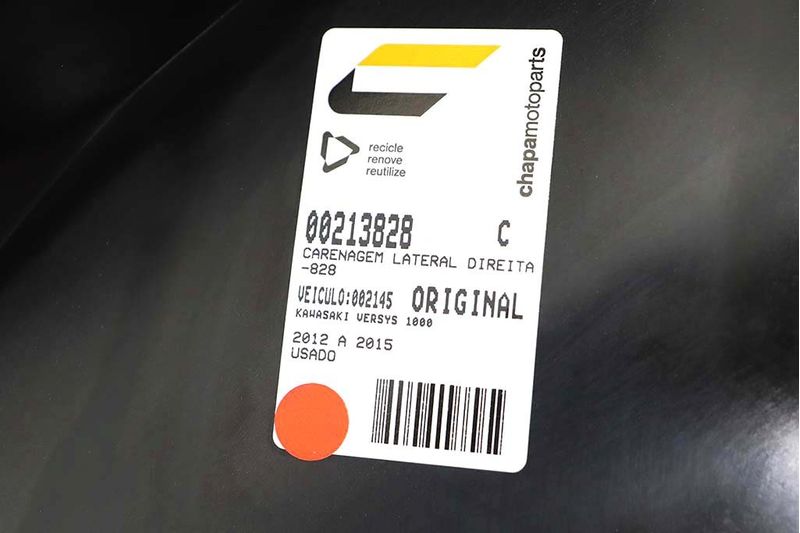 chapamotoparts
recicle
renove
reutilize
00213828 C
CARENAGEM LATERAL DIREITA
-828
VEICULO:002145 ORIGINAL
KAWASAKI VERSYS 1000
2012 A 2015
USADO